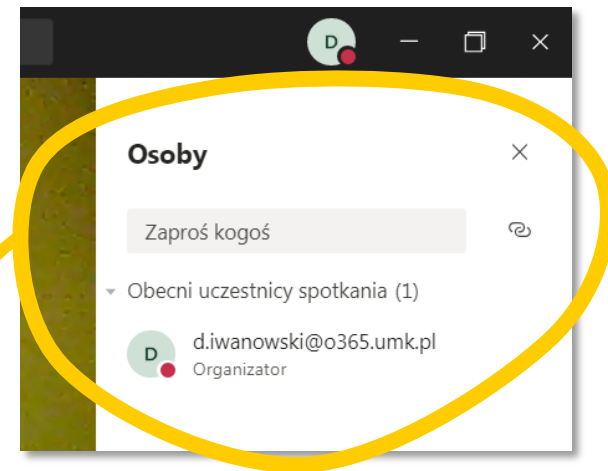 D
Osoby
Zaproś kogoś
Obecni uczestnicy spotkania (1)
D
d.iwanowski@o365.umk.pl
Organizator